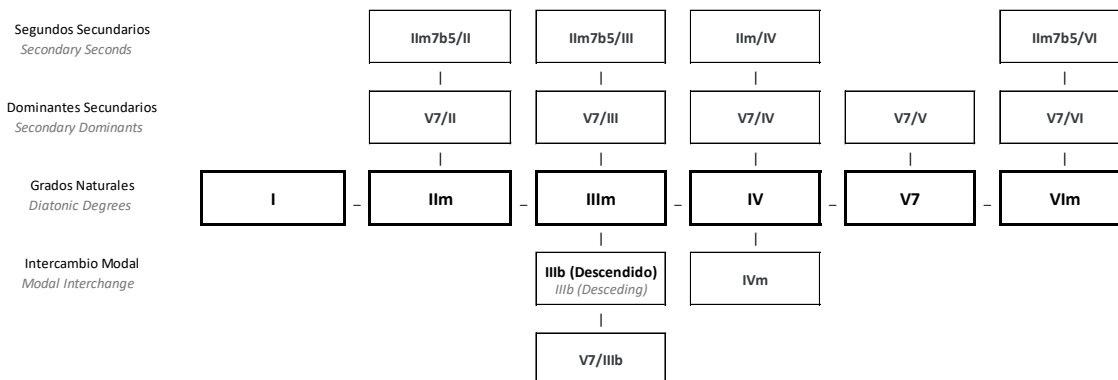 Segundos Secundarios
Secondary Seconds
IIm7b5/II
IIm7b5/III
IIm/IV
IIm7b5/VI
Dominantes Secundarios
Secondary Dominants
V7/II
V7/III
V7/IV
V7/V
V7/VI
Grados Naturales
Diatonic Degrees
I
IIm
IIIm
IV
V7
VIm
Intercambio Modal
Modal Interchange
IIIb (Descendido)
IIIb (Desceding)
IVm
V7/IIIb